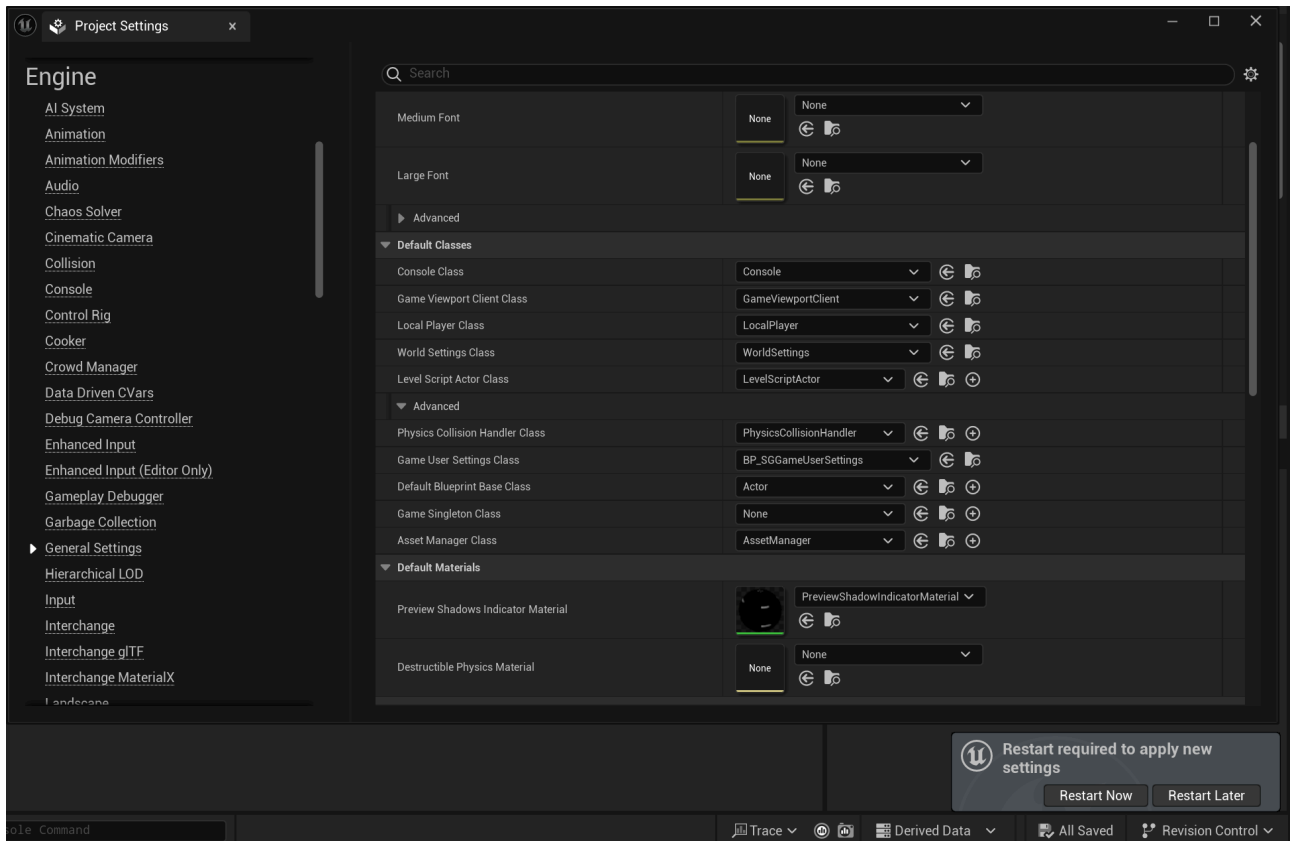 Project Settings
Engine
AI System
Animation
Animation Modifiers
Audio
Chaos Solver
Cinematic Camera
Collision
Console
Control Rig
Cooker
Crowd Manager
Data Driven CVars
Debug Camera Controller
Enhanced Input
Enhanced Input (Editor Only)
Gameplay Debugger
Garbage Collection
General Settings
Hierarchical LOD
Input
Interchange
Interchange glTF
Interchange MaterialX
Landscape
Search
Medium Font
None
None
Large Font
None
None
Advanced
Default Classes
Console Class Console
Game Viewport Client Class GameViewportClient
Local Player Class LocalPlayer
World Settings Class WorldSettings
Level Script Actor Class LevelScriptActor
Advanced
Physics Collision Handler Class PhysicsCollisionHandler
Game User Settings Class BP_SGGameUserSettings
Default Blueprint Base Class Actor
Game Singleton Class None
Asset Manager Class AssetManager
Default Materials
Preview Shadows Indicator Material PreviewShadowIndicatorMaterial
Destructible Physics Material
None
None
Restart required to apply new
settings
Restart Now Restart Later
Command
Trace Derived Data All Saved Revision Control